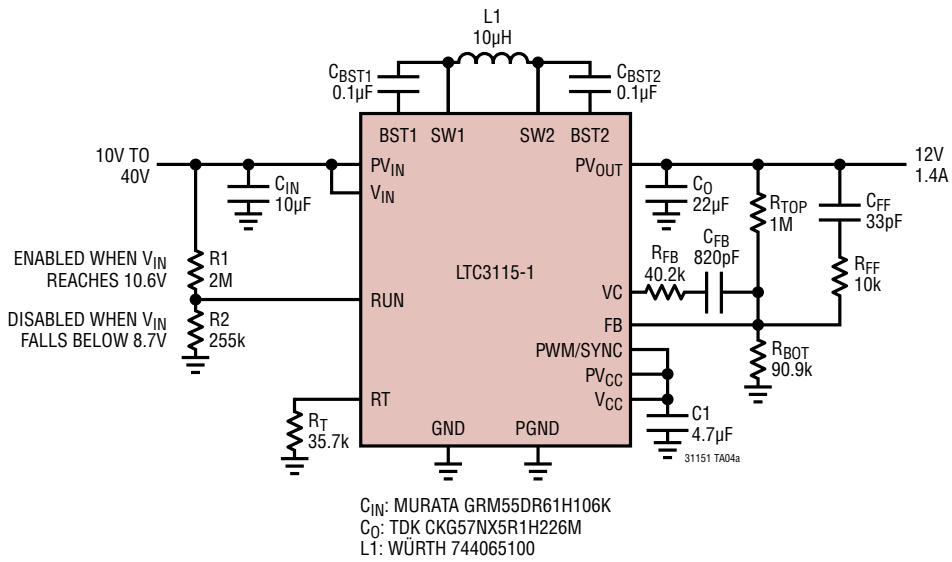 L1
10µH
CBST1
0.1µF
CBST2
0.1µF
BST1 SW1 SW2 BST2
10V TO
40V
PVIN
VIN
PVOUT
12V
1.4A
CIN
10µF
CO
22µF
RTOP
1M
CFF
33pF
RFB
40.2k
CFB
820pF
RFF
10k
ENABLED WHEN VIN
REACHES 10.6V
R1
2M
LTC3115-1
RUN
VC
FB
DISABLED WHEN VIN
FALLS BELOW 8.7V
R2
255k
PWM/SYNC
PVCC
VCC
RBOT
90.9k
RT
RT
35.7k
C1
4.7µF
GND PGND
31151 TA04a
CIN: MURATA GRM55DR61H106K
CO: TDK CKG57NX5R1H226M
L1: WÜRTH 744065100